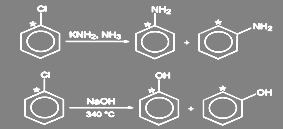 Cl
*
KNH₂, NH₃
NH₂
*
+
*
NH₂
Cl
*
NaOH
340 °C
OH
*
+
*
OH